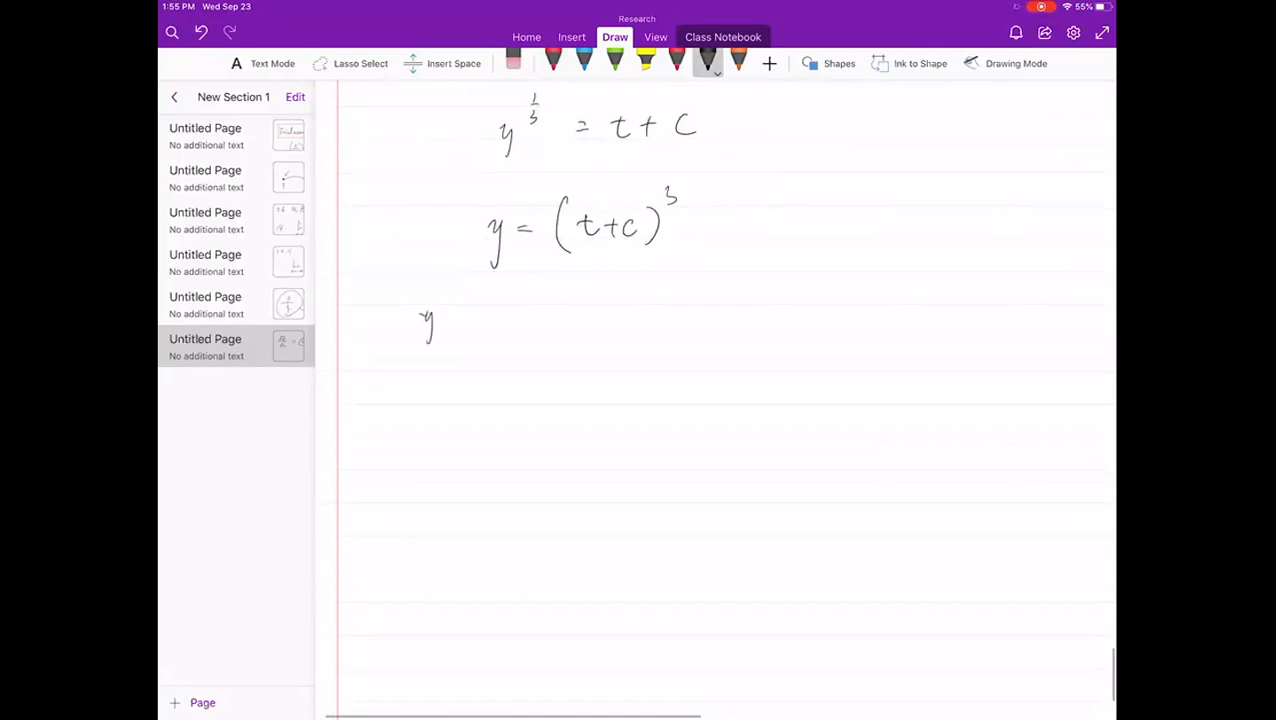 1:55 PM Wed Sep 23
55%
Research
Home Insert Draw View Class Notebook
Text Mode Lasso Select Insert Space Shapes Ink to Shape Drawing Mode
New Section 1 Edit
Untitled Page
No additional text
Untitled Page
No additional text
Untitled Page
No additional text
Untitled Page
No additional text
Untitled Page
No additional text
Untitled Page
No additional text
+ Page
y^{1/3} = t + c
y = (t+c)^3
y